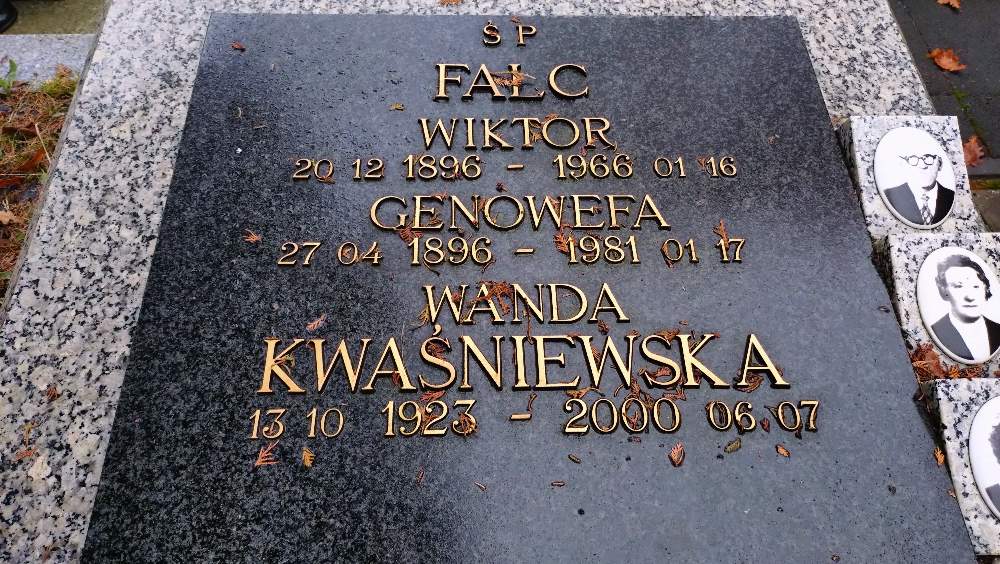 Ś P
FALC
WIKTOR
20 12 1896 - 1966 01 16
GENOWEFA
27 04 1896 - 1981 01 17
WANDA
KWAŚNIEWSKA
13 10 1923 - 2000 06 07